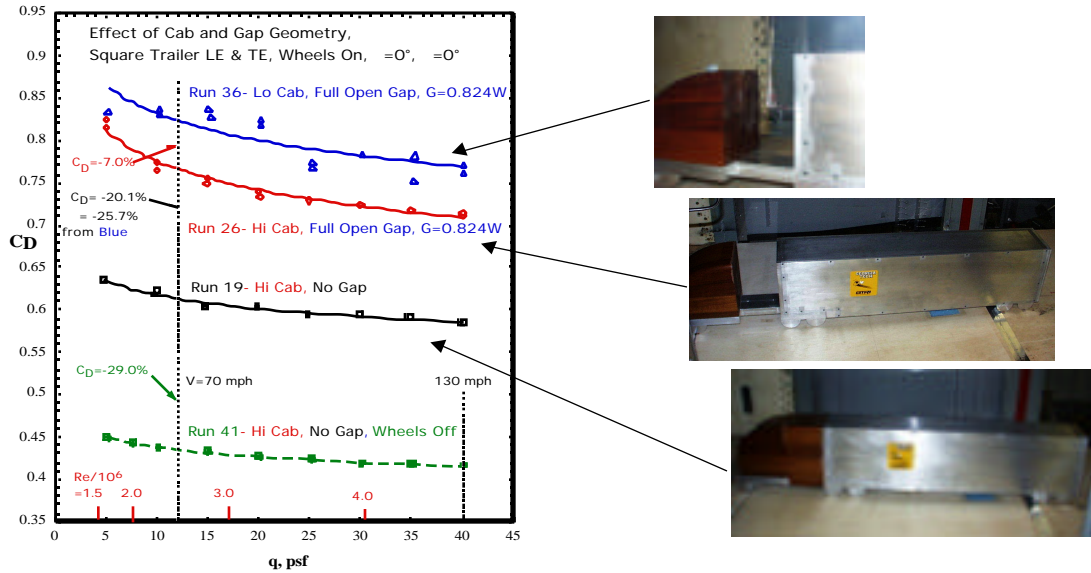 Effect of Cab and Gap Geometry,
Square Trailer LE & TE, Wheels On, =0°, =0°
Run 36- Lo Cab, Full Open Gap, G=0.824W
CD=-7.0%
CD= -20.1%
= -25.7%
from Blue
Run 26- Hi Cab, Full Open Gap, G=0.824W
Run 19- Hi Cab, No Gap
CD=-29.0%
V=70 mph
130 mph
Run 41- Hi Cab, No Gap, Wheels Off
Re/10^6
=1.5 2.0 3.0 4.0
0.95
0.9
0.85
0.8
0.75
0.7
CD
0.65
0.6
0.55
0.5
0.45
0.4
0.35
0 5 10 15 20 25 30 35 40 45
q, psf